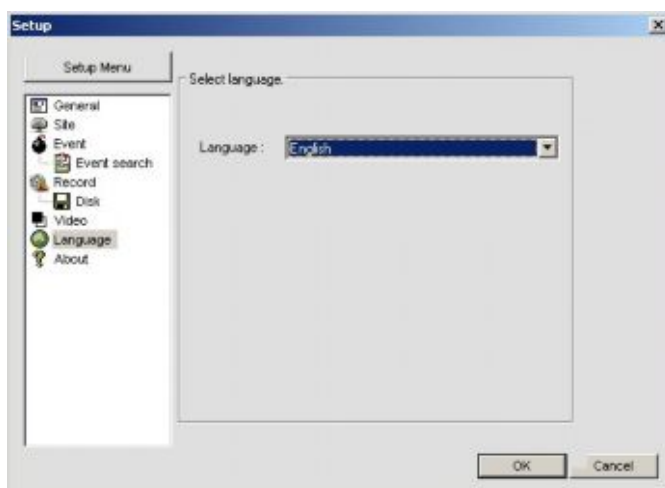 Setup
Setup Menu
General
Site
Event
Event search
Record
Disk
Video
Language
About
Select language.
Language :
English
OK
Cancel